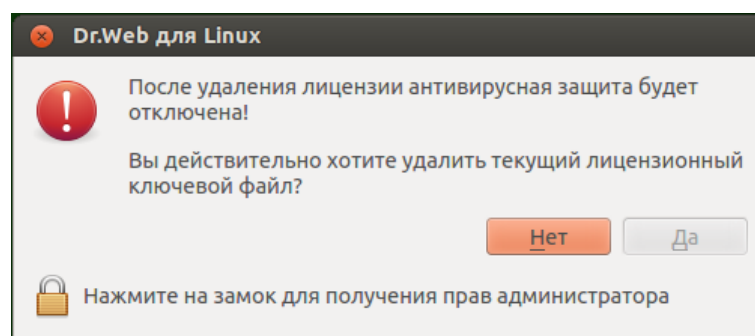 Dr.Web для Linux
После удаления лицензии антивирусная защита будет
отключена!
Вы действительно хотите удалить текущий лицензионный
ключевой файл?
Нет Да
Нажмите на замок для получения прав администратора